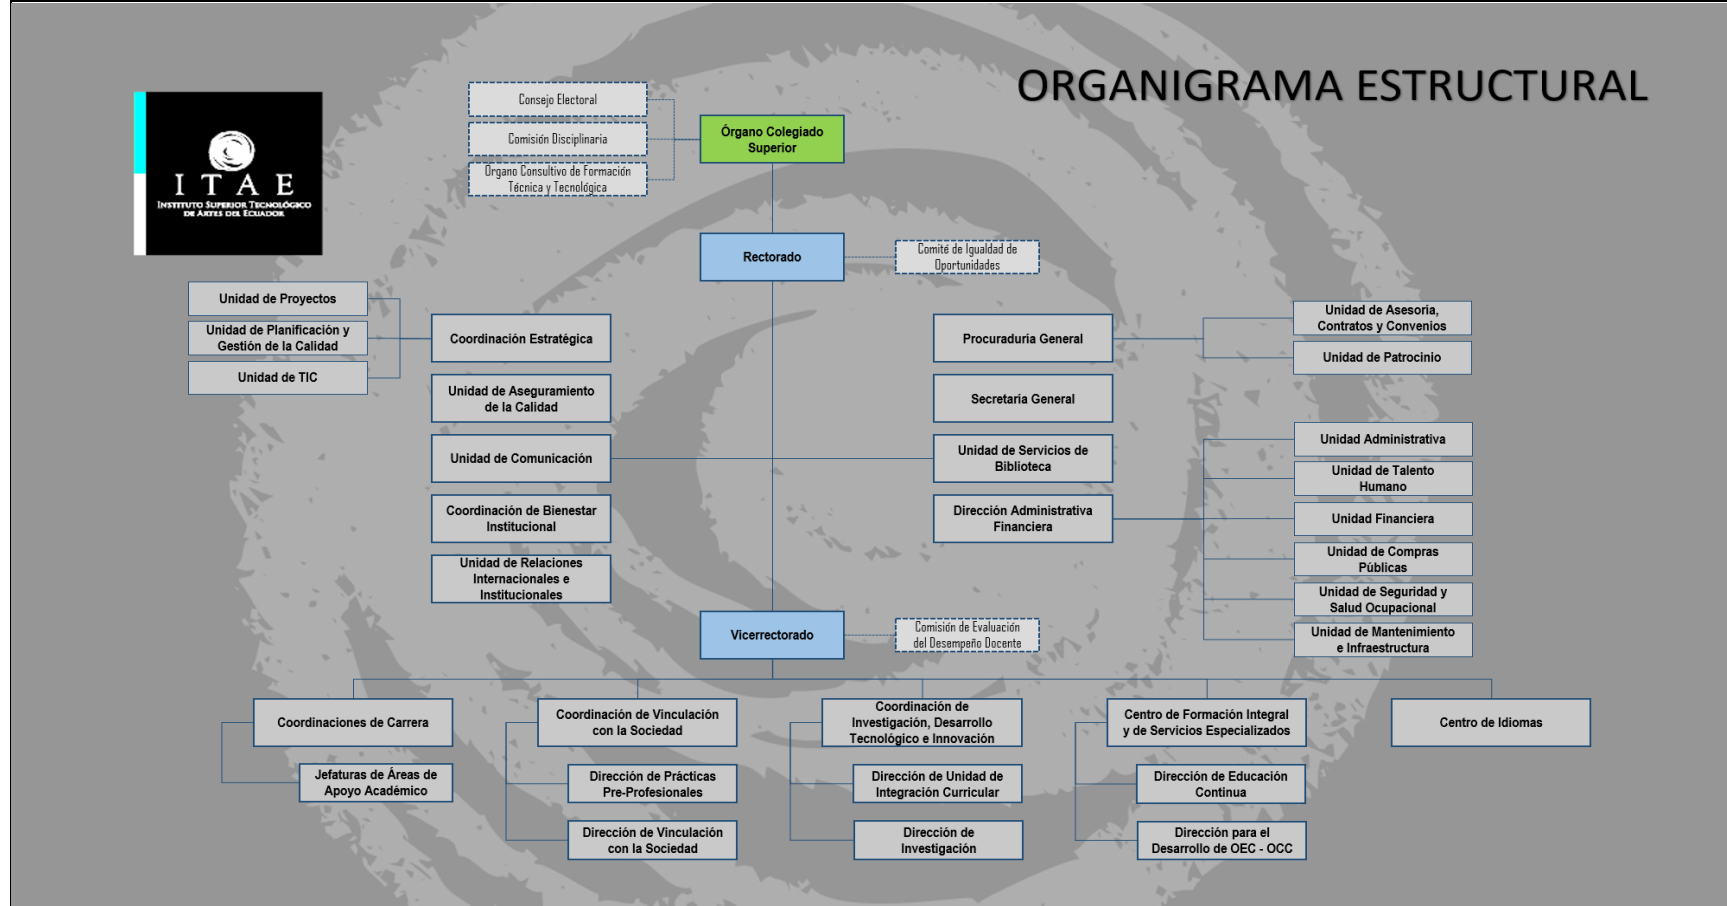 ORGANIGRAMA ESTRUCTURAL
ITAE
INSTITUTO SUPERIOR TECNOLÓGICO
DE ARTES DEL ECUADOR
Consejo Electoral
Comisión Disciplinaria
Órgano Consultivo de Formación
Técnica y Tecnológica
Órgano Colegiado
Superior
Rectorado
Comité de Igualdad de
Oportunidades
Unidad de Proyectos
Unidad de Planificación y
Gestión de la Calidad
Unidad de TIC
Coordinación Estratégica
Unidad de Aseguramiento
de la Calidad
Unidad de Comunicación
Coordinación de Bienestar
Institucional
Unidad de Relaciones
Internacionales e
Institucionales
Procuraduría General
Secretaría General
Unidad de Servicios de
Biblioteca
Dirección Administrativa
Financiera
Unidad de Asesoría,
Contratos y Convenios
Unidad de Patrocinio
Unidad Administrativa
Unidad de Talento
Humano
Unidad Financiera
Unidad de Compras
Públicas
Unidad de Seguridad y
Salud Ocupacional
Unidad de Mantenimiento
e Infraestructura
Vicerrectorado
Comisión de Evaluación
del Desempeño Docente
Coordinaciones de Carrera
Jefaturas de Áreas de
Apoyo Académico
Coordinación de Vinculación
con la Sociedad
Dirección de Prácticas
Pre-Profesionales
Dirección de Vinculación
con la Sociedad
Coordinación de
Investigación, Desarrollo
Tecnológico e Innovación
Dirección de Unidad de
Integración Curricular
Dirección de
Investigación
Centro de Formación Integral
y de Servicios Especializados
Dirección de Educación
Continua
Dirección para el
Desarrollo de OEC - OCC
Centro de Idiomas